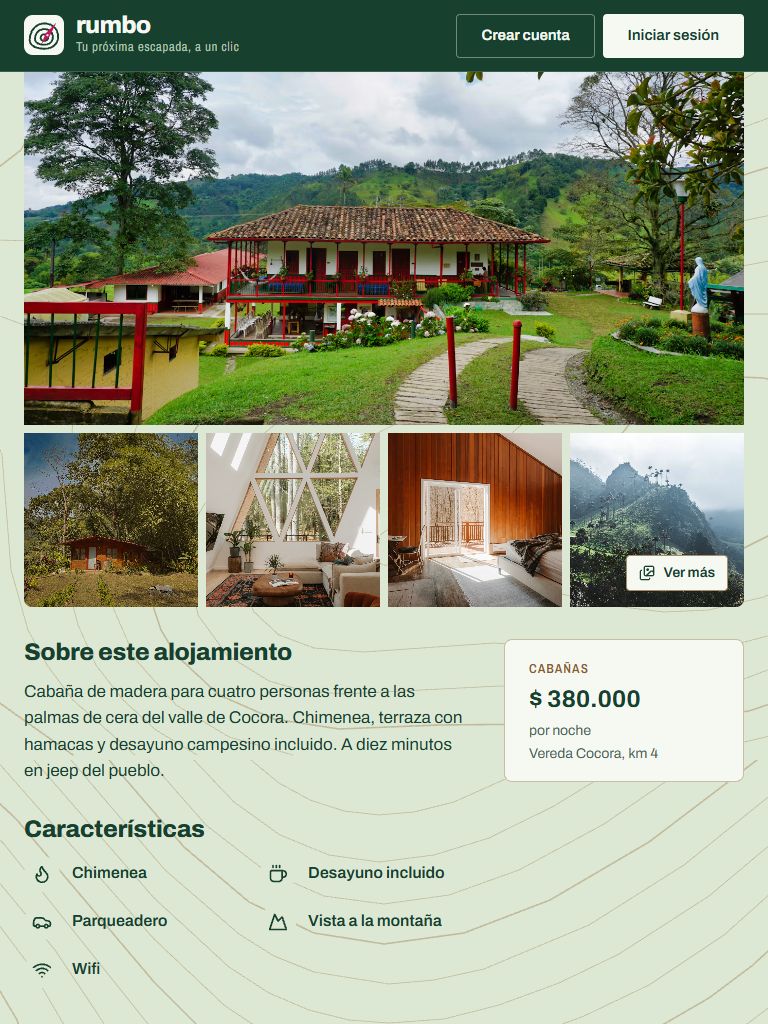 rumbo
Tu próxima escapada, a un clic
Crear cuenta
Iniciar sesión
Ver más
Sobre este alojamiento
Cabaña de madera para cuatro personas frente a las
palmas de cera del valle de Cocora. Chimenea, terraza con
hamacas y desayuno campesino incluido. A diez minutos
en jeep del pueblo.
CABAÑAS
$ 380.000
por noche
Vereda Cocora, km 4
Características
Chimenea
Desayuno incluido
Parqueadero
Vista a la montaña
Wifi